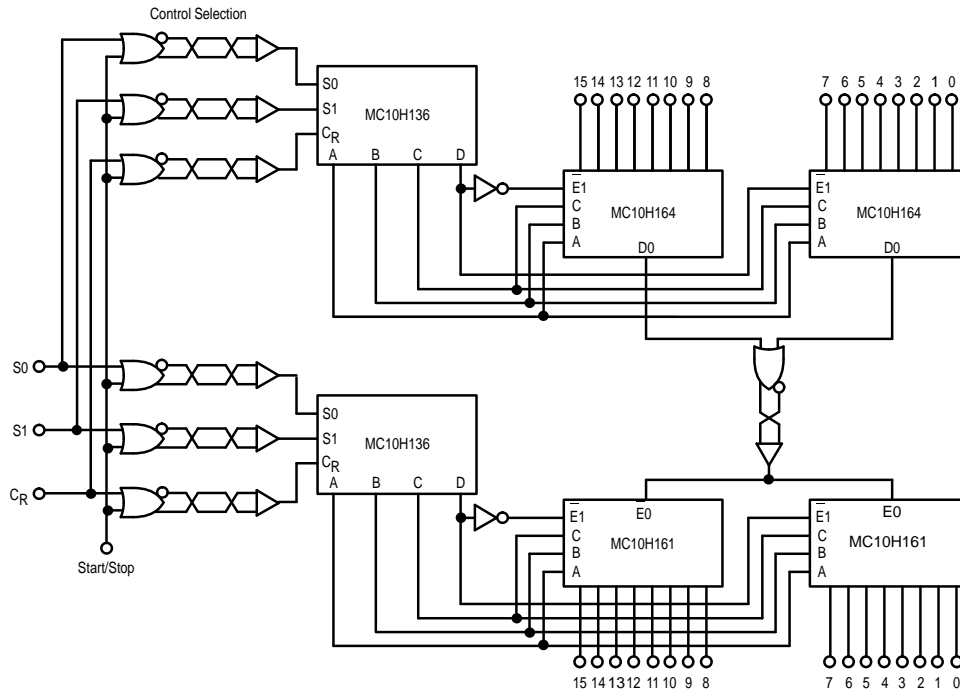 Control Selection
15 14 13 12 11 10 9 8
7 6 5 4 3 2 1 0
S0
S1
CR
MC10H136
A B C D
E1
C
B
A
MC10H164
D0
E1
C
B
A
MC10H164
D0
S0
S1
CR
Start/Stop
S0
S1
CR
MC10H136
A B C D
E1
C
B
A
E0
MC10H161
E1
C
B
A
E0
MC10H161
15 14 13 12 11 10 9 8
7 6 5 4 3 2 1 0